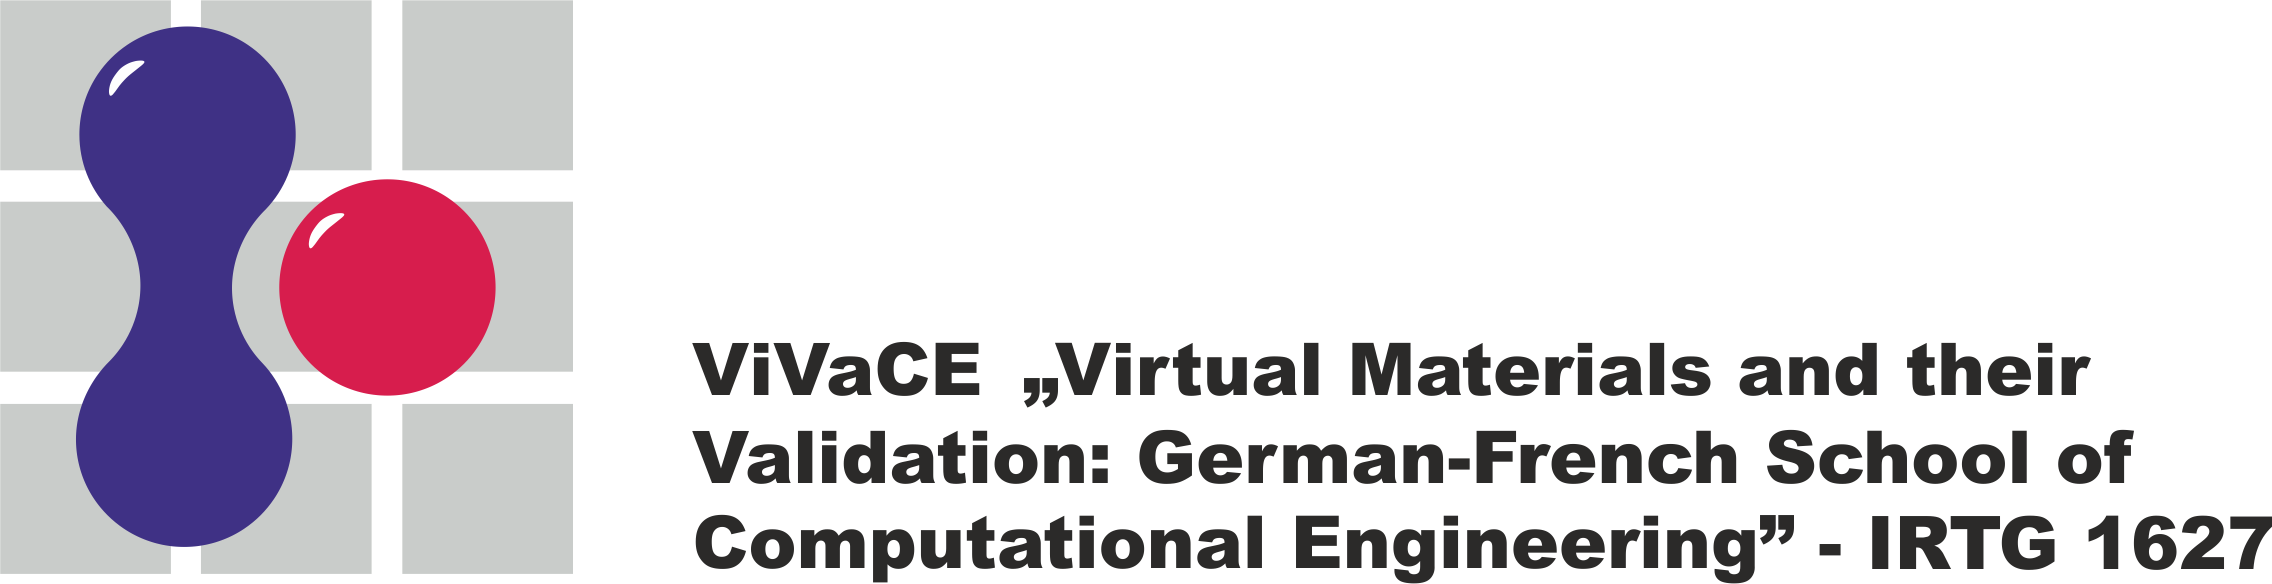 ViVaCE „Virtual Materials and their
Validation: German-French School of
Computational Engineering” - IRTG 1627